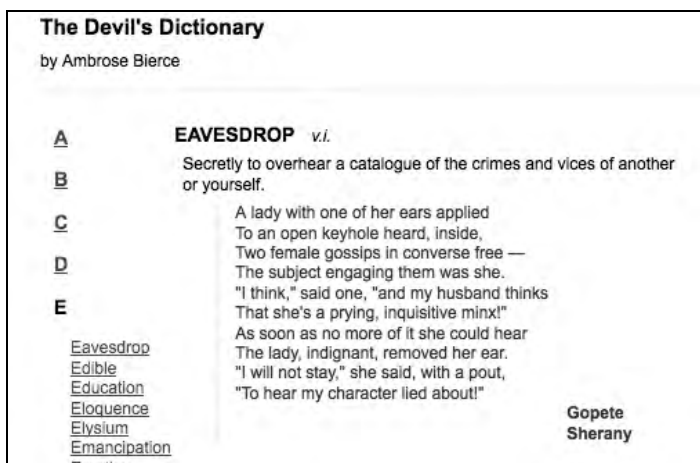 The Devil's Dictionary
by Ambrose Bierce
A
B
C
D
E
Eavesdrop
Edible
Education
Eloquence
Elysium
Emancipation
EAVESDROP v.i.
Secretly to overhear a catalogue of the crimes and vices of another
or yourself.
A lady with one of her ears applied
To an open keyhole heard, inside,
Two female gossips in converse free —
The subject engaging them was she.
"I think," said one, "and my husband thinks
That she's a prying, inquisitive minx!"
As soon as no more of it she could hear
The lady, indignant, removed her ear.
"I will not stay," she said, with a pout,
"To hear my character lied about!"
Gopete
Sherany